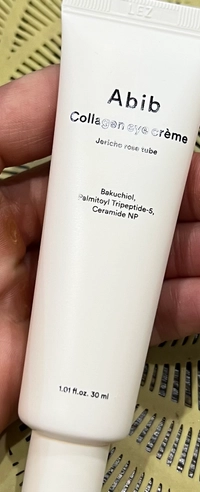 Abib
Collagen eye crème
Jericho rose tube
Bakuchiol,
Palmitoyl Tripeptide-5,
Ceramide NP
1.01 fl.oz. 30 ml